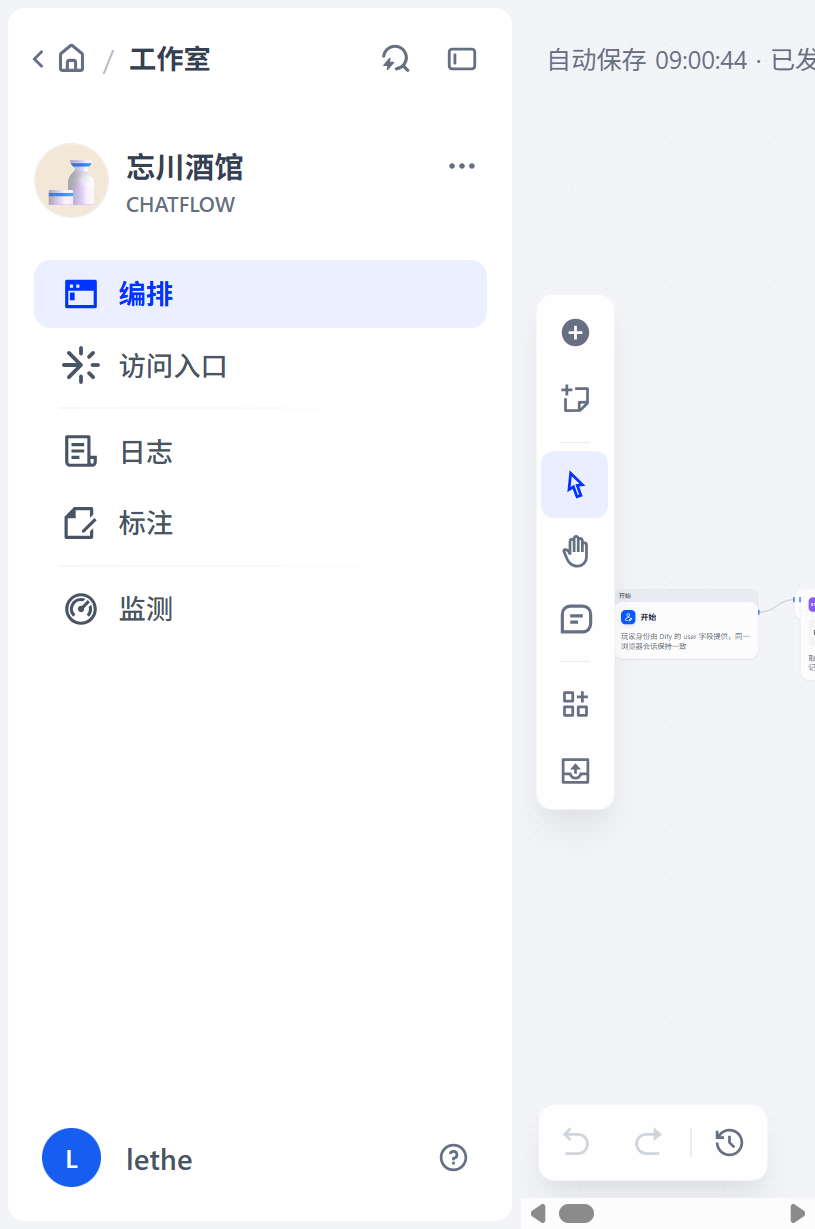 工作室
自动保存 09:00:44 · 已发
忘川酒馆
CHATFLOW
编排
访问入口
日志
标注
监测
开始
开始
玩家身份由 Dify 的 user 字段提供，同一
浏览器会话保持一致
L
lethe